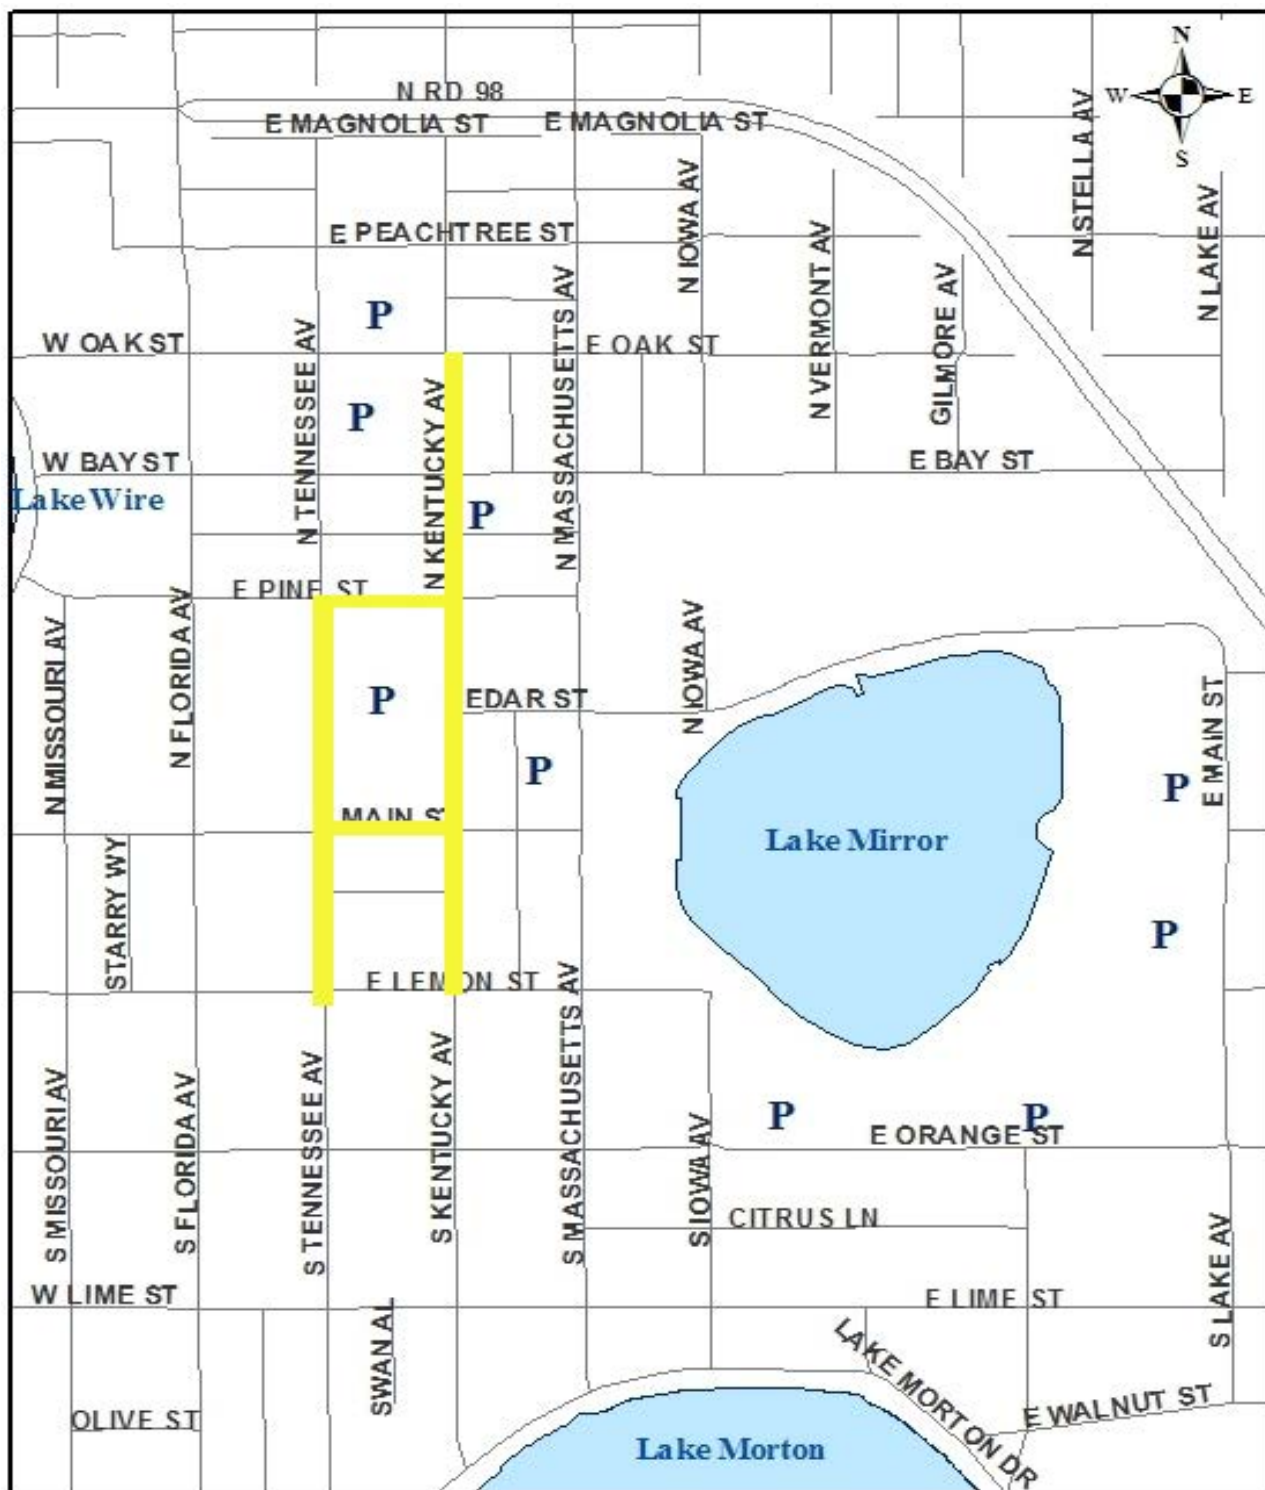 N
N RD 98
W
E
E MAGNOLIA ST
E MAGNOLIA ST
S
N STELLA AV
N IOWA AV
N LAKE AV
E PEACHTREE ST
N VERMONT AV
GILMORE AV
N MASSACHUSETTS AV
P
W OAK ST
E OAK ST
N TENNESSEE AV
N KENTUCKY AV
P
W BAY ST
E BAY ST
Lake Wire
P
E PINE ST
N MISSOURI AV
N FLORIDA AV
N IOWA AV
P
EDAR ST
E MAIN ST
P
P
MAIN ST
Lake Mirror
STARRY WY
P
E LEMON ST
S MASSACHUSETTS AV
S MISSOURI AV
S FLORIDA AV
S TENNESSEE AV
S KENTUCKY AV
S IOWA AV
P
P
E ORANGE ST
CITRUS LN
S LAKE AV
W LIME ST
E LIME ST
SWAN AL
LAKE MORTON DR
OLIVE ST
E WALNUT ST
Lake Morton